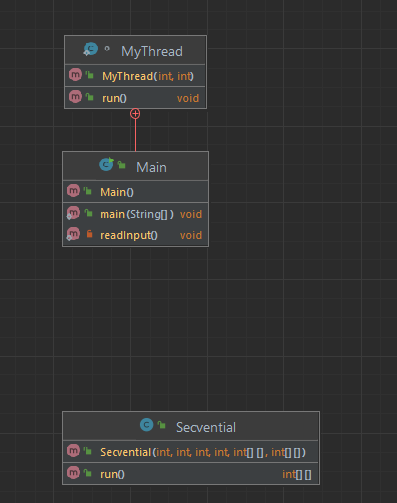 MyThread
MyThread(int, int)
run() void
Main
Main()
main(String[]) void
readInput() void
Secvential
Secvential(int, int, int, int, int[][], int[][])
run() int[][]